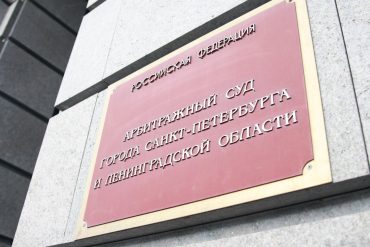 РОССИЙСКАЯ ФЕДЕРАЦИЯ
АРБИТРАЖНЫЙ СУД
ГОРОДА САНКТ-ПЕТЕРБУРГА
И ЛЕНИНГРАДСКОЙ ОБЛАСТИ